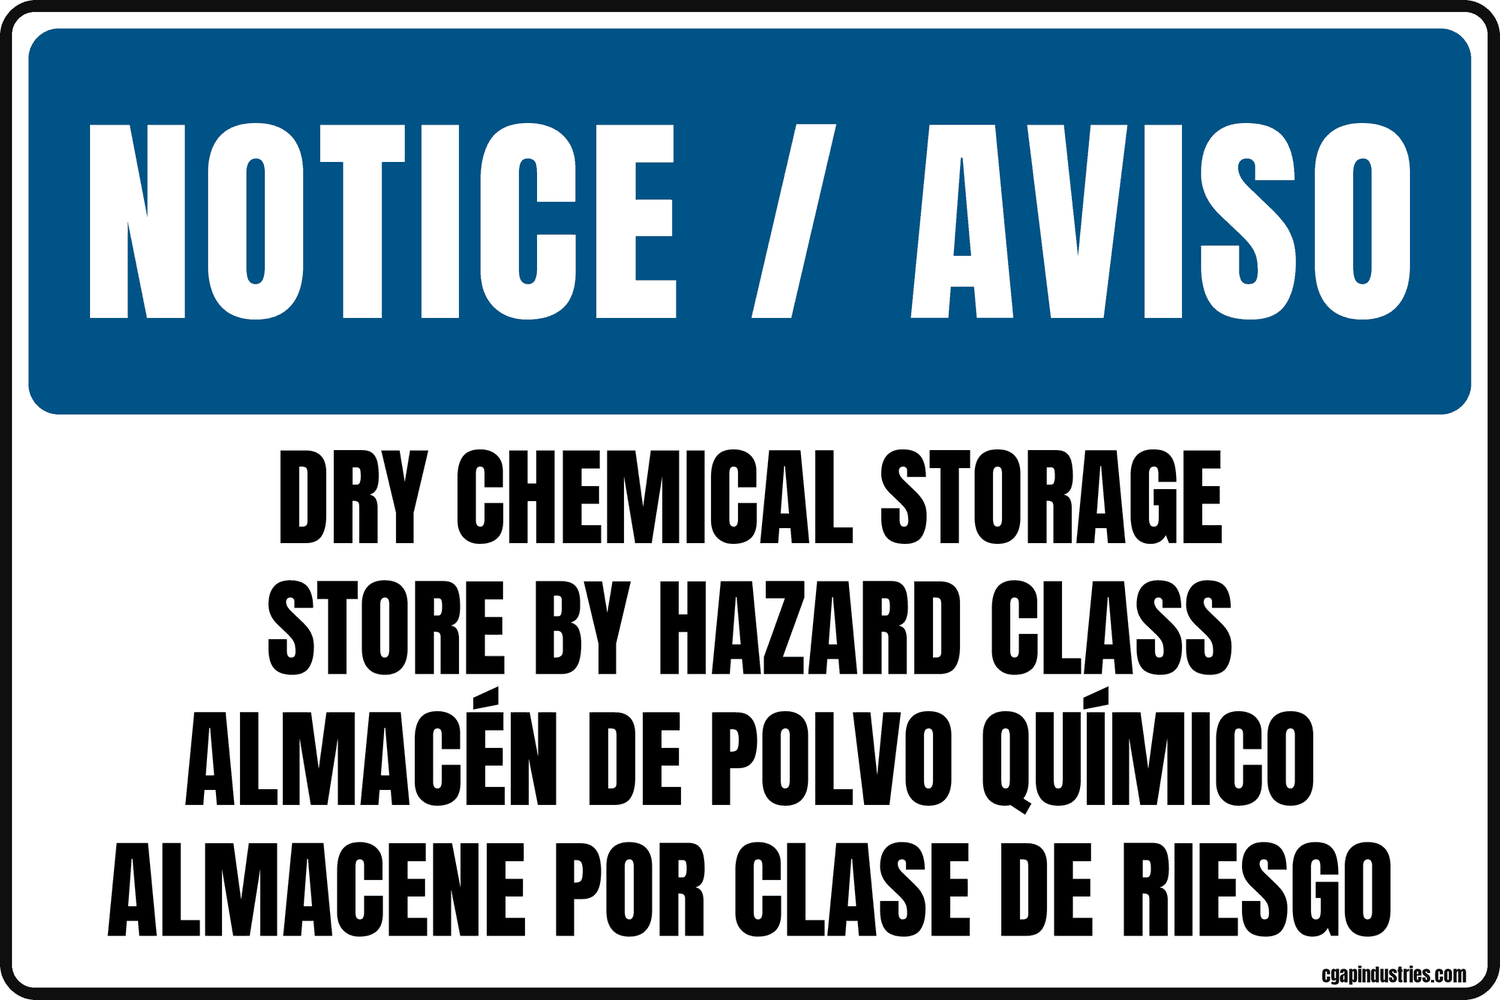 NOTICE / AVISO
DRY CHEMICAL STORAGE
STORE BY HAZARD CLASS
ALMACÉN DE POLVO QUÍMICO
ALMACENE POR CLASE DE RIESGO
cgapindustries.com